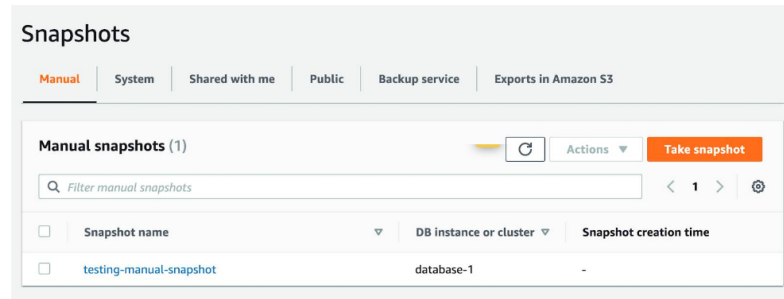 Snapshots
Manual System Shared with me Public Backup service Exports in Amazon S3
Manual snapshots (1) Actions Take snapshot
Filter manual snapshots 1
Snapshot name DB instance or cluster Snapshot creation time
testing-manual-snapshot database-1 -